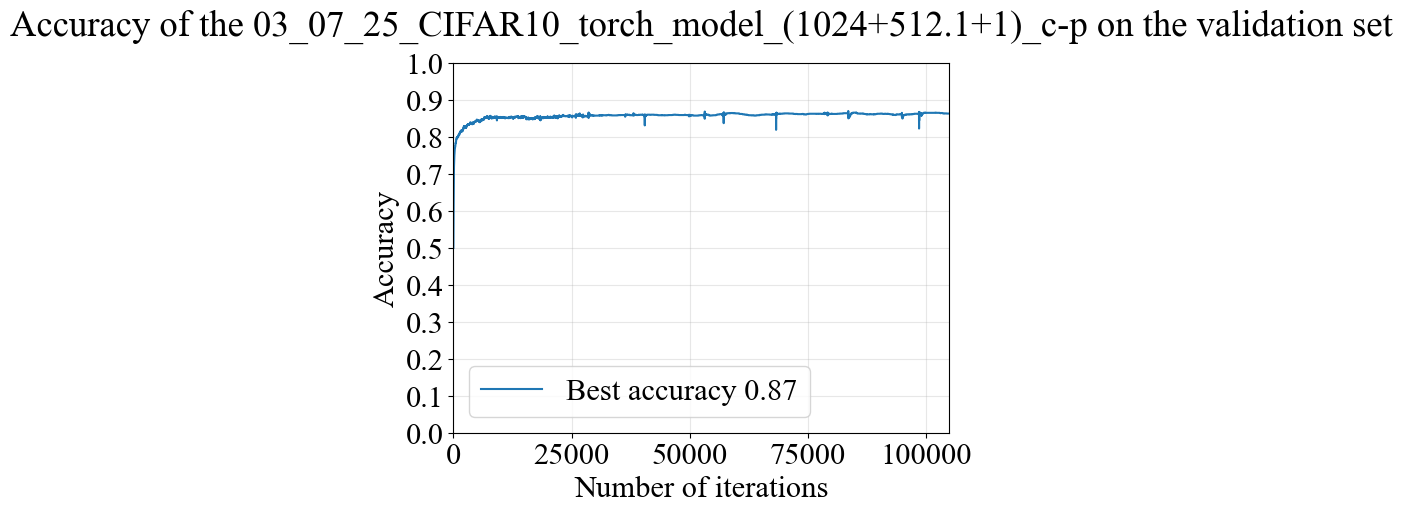 Accuracy of the 03_07_25_CIFAR10_torch_model_(1024+512.1+1)_c-p on the validation set
1.0
0.9
0.8
0.7
0.6
0.5
0.4
0.3
0.2
0.1
0.0
Accuracy
Best accuracy 0.87
0 25000 50000 75000 100000
Number of iterations